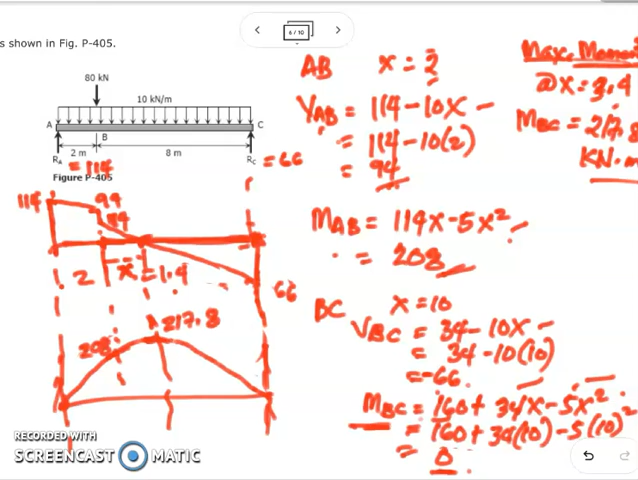 6 / 10
s shown in Fig. P-405.
80 kN
10 kN/m
A
C
B
2 m
8 m
RA
= 114
RC
= 66
Figure P-405
114
94
2
x̄ = 1.4
66
208
217.8
AB x = 2
VAB = 114 - 10x
= 114 - 10(2)
= 94
MAB = 114x - 5x²
= 208
BC x = 10
VBC = 34 - 10x
= 34 - 10(10)
= -66
MBC = 160 + 34x - 5x²
= 160 + 34(10) - 5(10)²
= 0
Max. Moment
@x = 3.4
MBC = 217.8
KN.m
RECORDED WITH
SCREENCAST MATIC